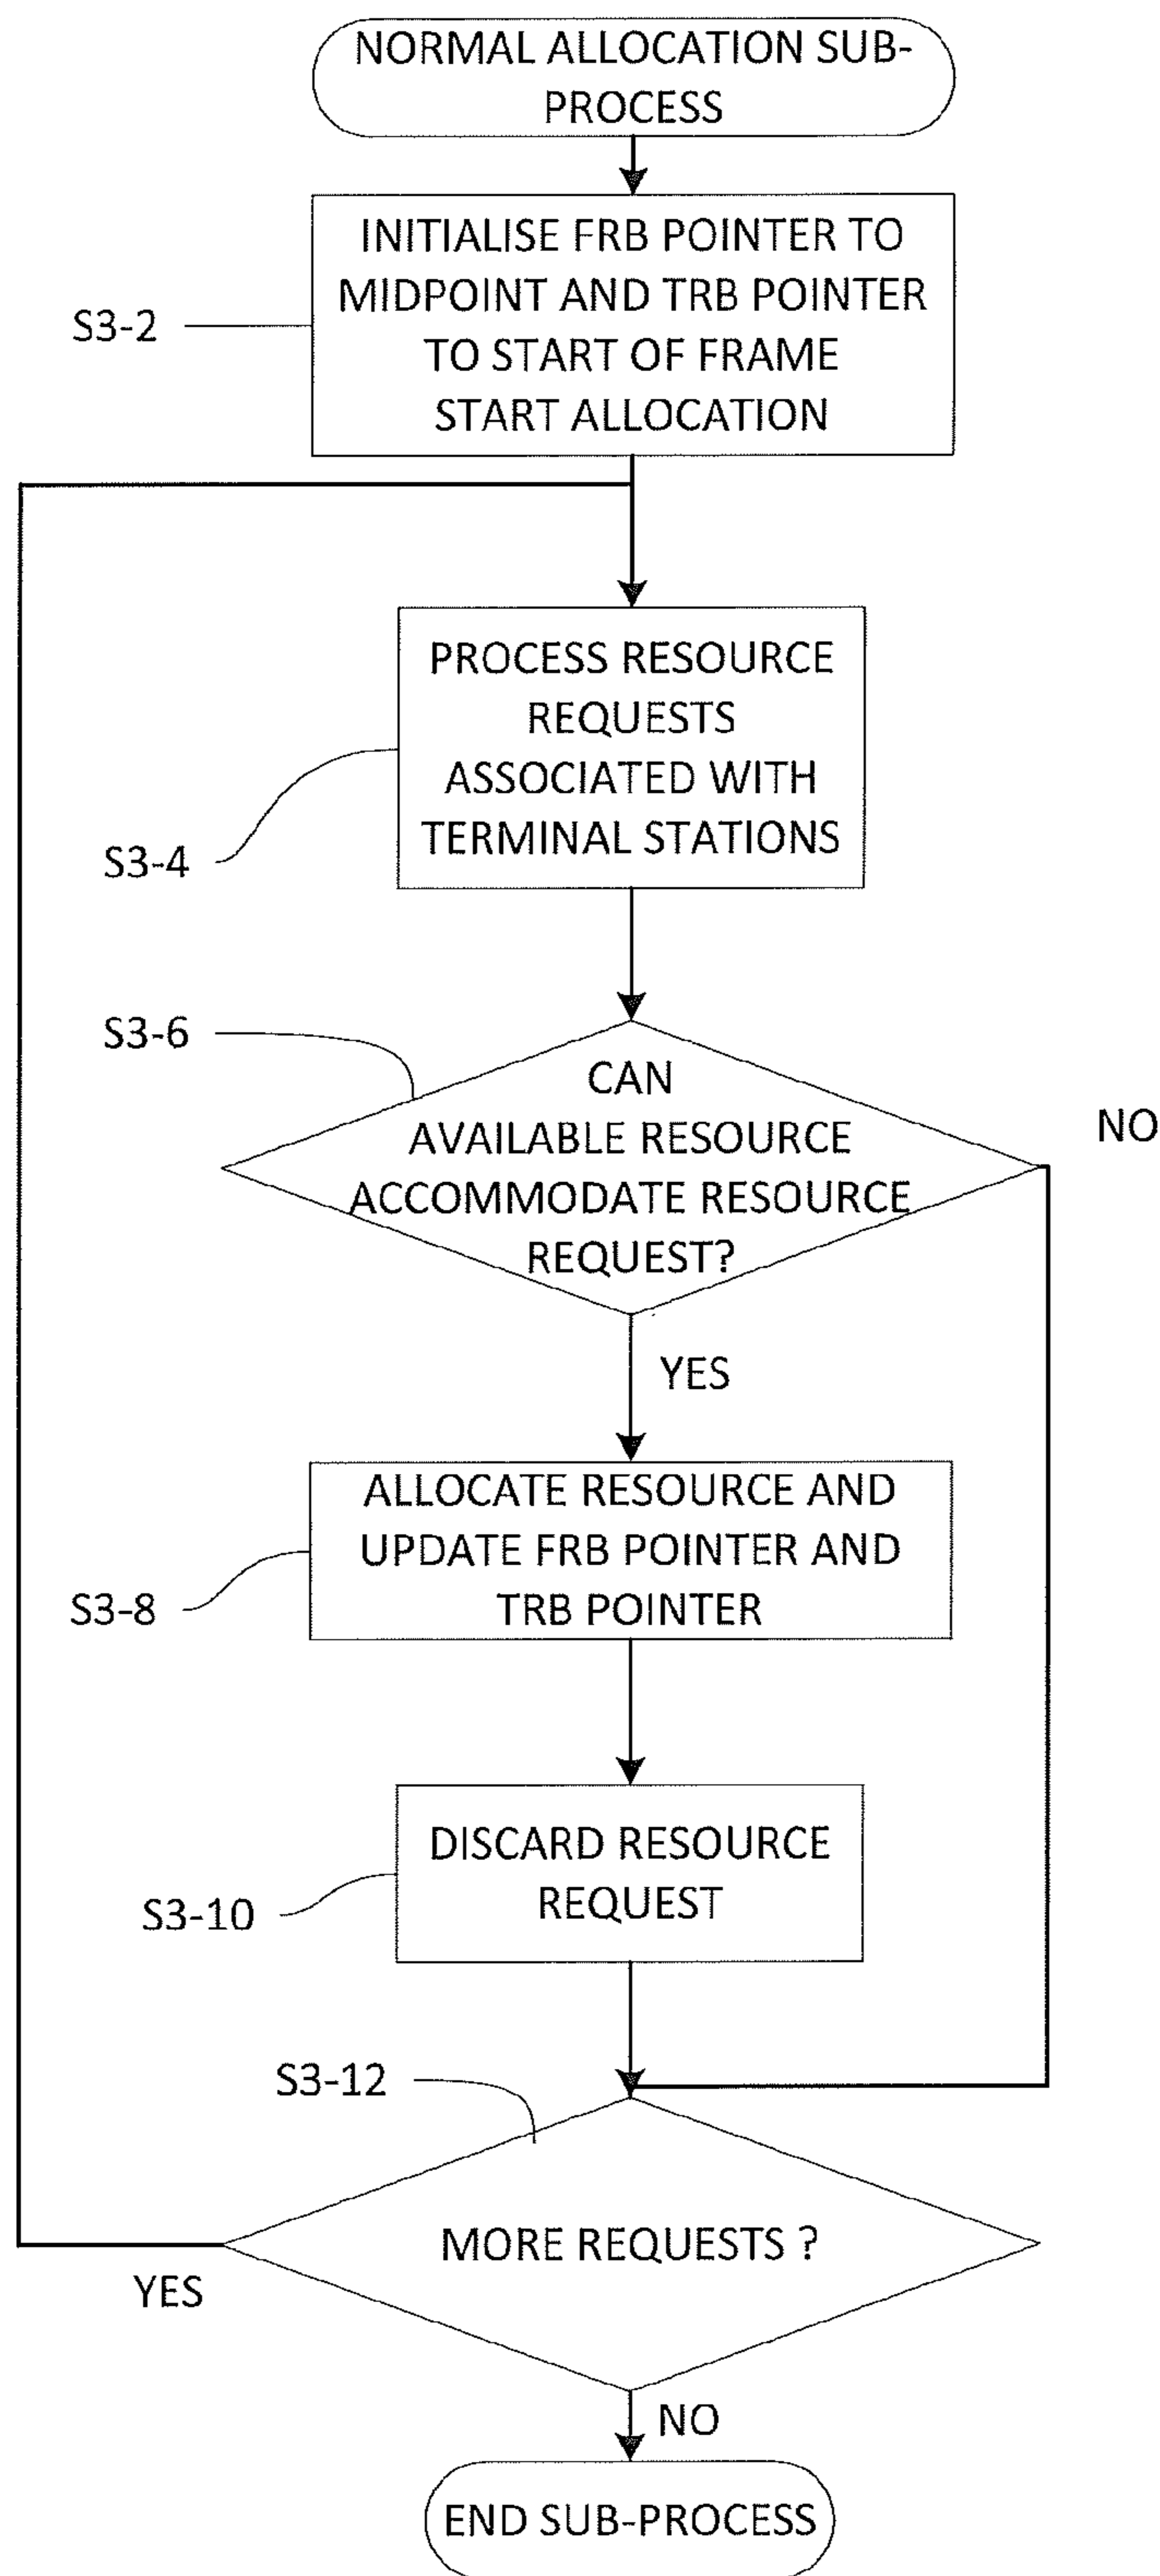 NORMAL ALLOCATION SUB-
PROCESS
INITIALISE FRB POINTER TO
MIDPOINT AND TRB POINTER
TO START OF FRAME
START ALLOCATION
S3-2
PROCESS RESOURCE
REQUESTS
ASSOCIATED WITH
TERMINAL STATIONS
S3-4
S3-6
CAN
AVAILABLE RESOURCE
ACCOMMODATE RESOURCE
REQUEST?
NO
YES
ALLOCATE RESOURCE AND
UPDATE FRB POINTER AND
TRB POINTER
S3-8
DISCARD RESOURCE
REQUEST
S3-10
S3-12
MORE REQUESTS ?
YES
NO
END SUB-PROCESS